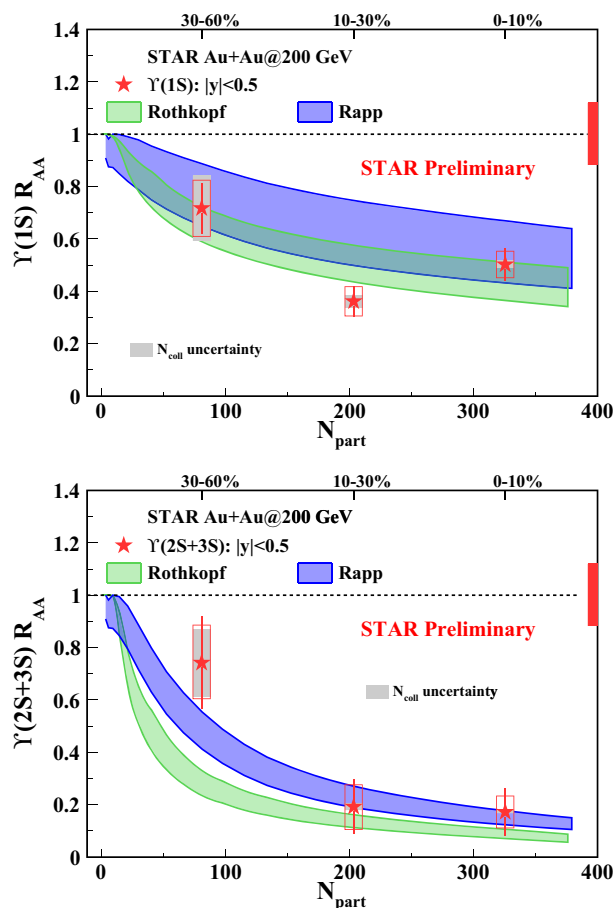 30-60% 10-30% 0-10%
1.4
STAR Au+Au@200 GeV
1.2
ϒ(1S): |y|<0.5
Rothkopf Rapp
1
STAR Preliminary
0.8
ϒ(1S) R_AA
0.6
0.4
N_coll uncertainty
0.2
0
0 100 200 300 400
N_part
30-60% 10-30% 0-10%
1.4
STAR Au+Au@200 GeV
1.2
ϒ(2S+3S): |y|<0.5
Rothkopf Rapp
1
STAR Preliminary
0.8
ϒ(2S+3S) R_AA
N_coll uncertainty
0.6
0.4
0.2
0
0 100 200 300 400
N_part